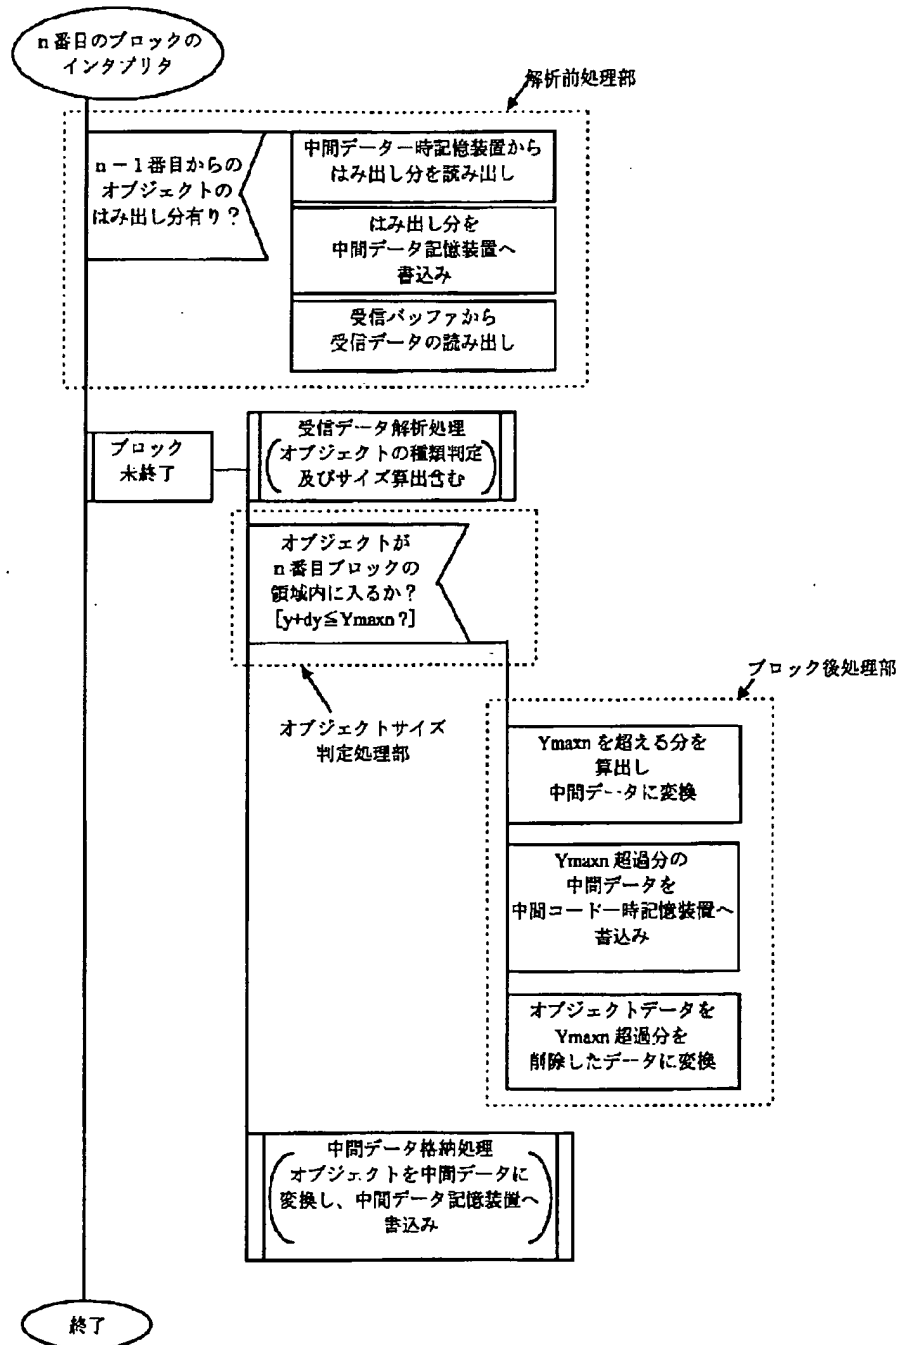 n番目のブロックの
インタプリタ
解析前処理部
n－1番目からの
オブジェクトの
はみ出し分有り？
中間データ一時記憶装置から
はみ出し分を読み出し
はみ出し分を
中間データ記憶装置へ
書込み
受信バッファから
受信データの読み出し
ブロック
未終了
受信データ解析処理
オブジェクトの種類判定
及びサイズ算出含む
オブジェクトが
n番目ブロックの
領域内に入るか？
[y+dy≦Ymaxn？]
オブジェクトサイズ
判定処理部
ブロック後処理部
Ymaxn を超える分を
算出し
中間データに変換
Ymaxn 超過分の
中間データを
中間コード一時記憶装置へ
書込み
オブジェクトデータを
Ymaxn 超過分を
削除したデータに変換
中間データ格納処理
オブジェクトを中間データに
変換し、中間データ記憶装置へ
書込み
終了